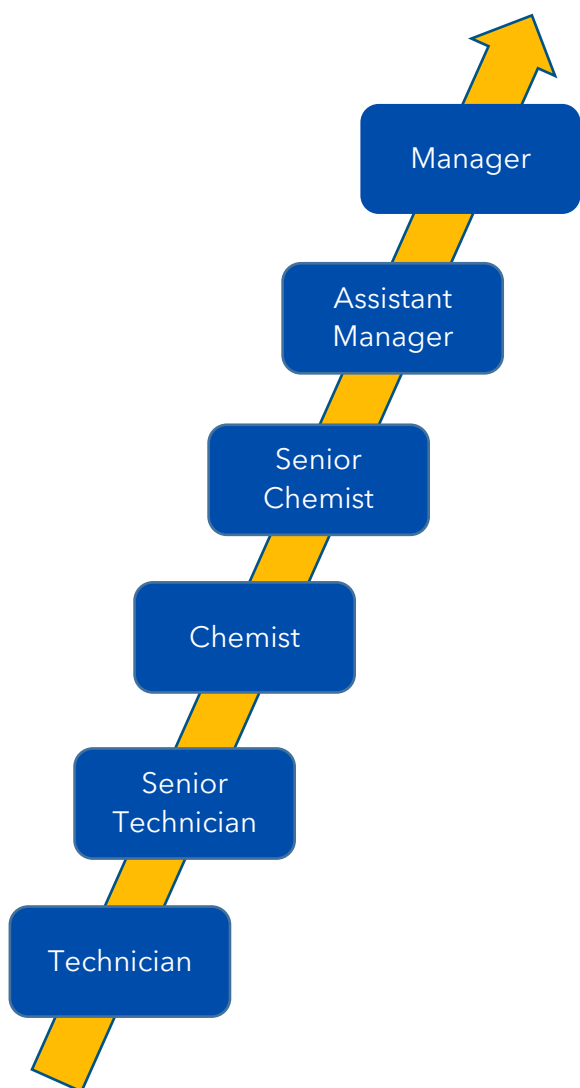 Manager
Assistant
Manager
Senior
Chemist
Chemist
Senior
Technician
Technician